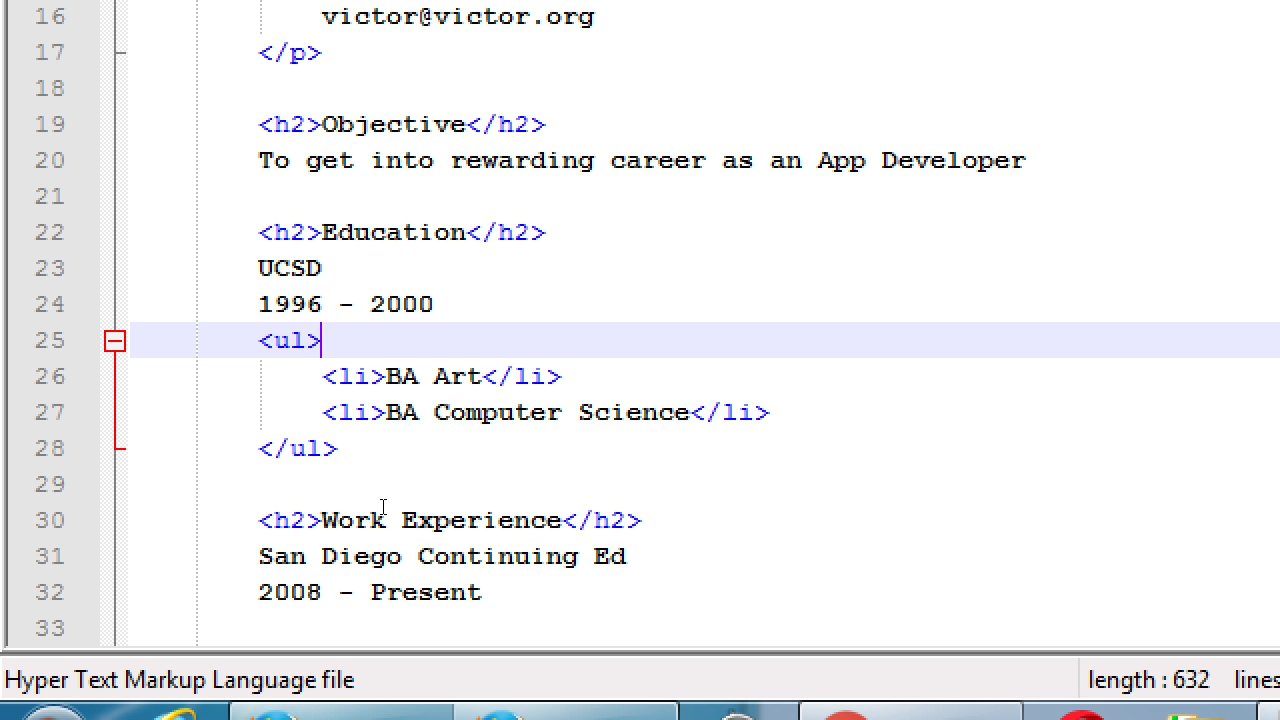 16 victor@victor.org
17 </p>
18
19 <h2>Objective</h2>
20 To get into rewarding career as an App Developer
21
22 <h2>Education</h2>
23 UCSD
24 1996 - 2000
25 <ul>
26 <li>BA Art</li>
27 <li>BA Computer Science</li>
28 </ul>
29
30 <h2>Work Experience</h2>
31 San Diego Continuing Ed
32 2008 - Present
33
Hyper Text Markup Language file length : 632 lines